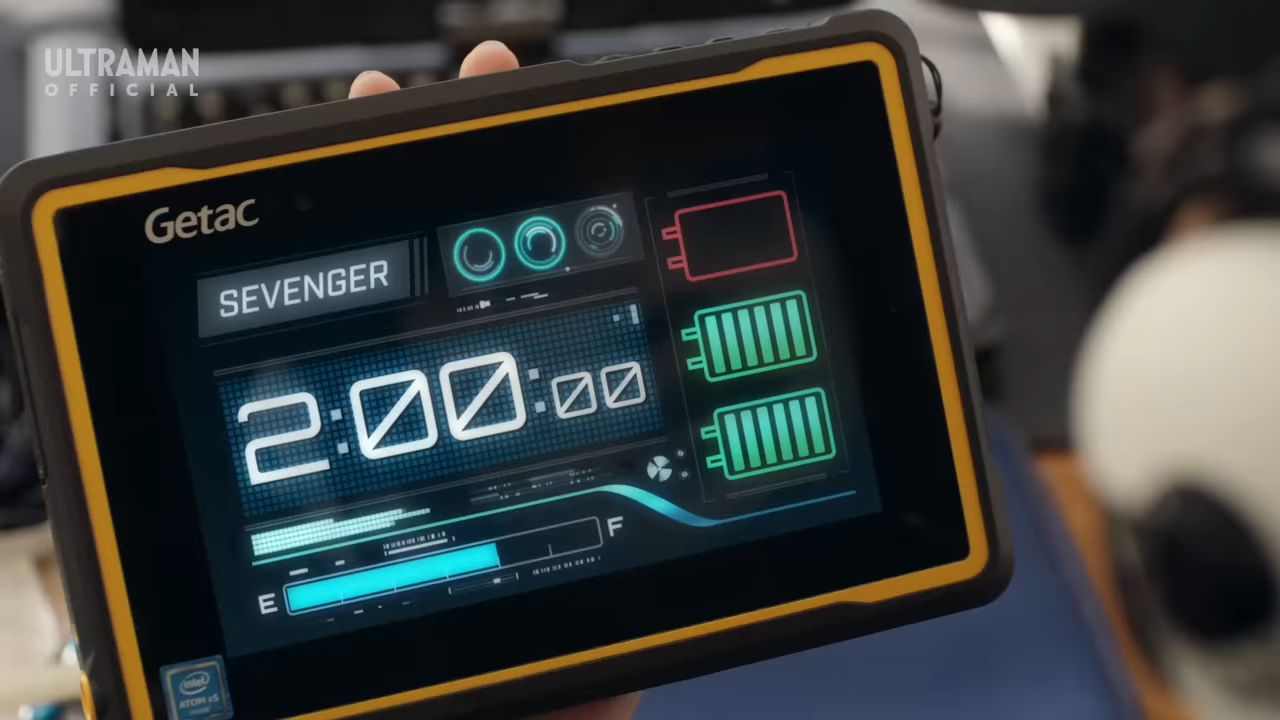 ULTRAMAN
OFFICIAL
Getac
SEVENGER
2:00:00
E
F
intel
ATOM x5